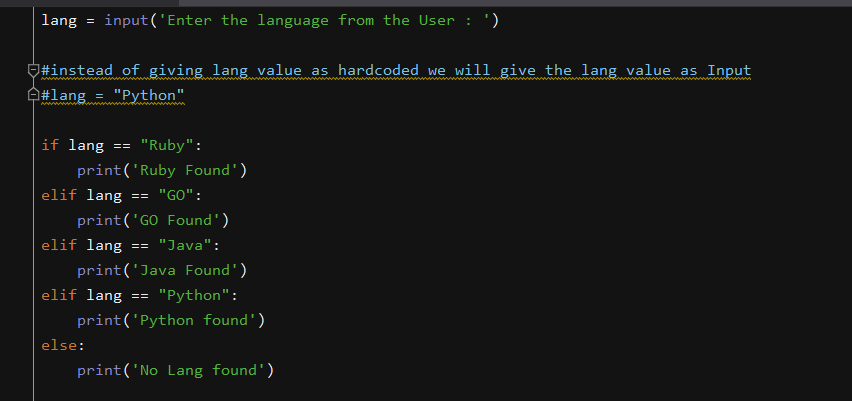 lang = input('Enter the language from the User : ')
#instead of giving lang value as hardcoded we will give the lang value as Input
#lang = "Python"
if lang == "Ruby":
    print('Ruby Found')
elif lang == "GO":
    print('GO Found')
elif lang == "Java":
    print('Java Found')
elif lang == "Python":
    print('Python found')
else:
    print('No Lang found')